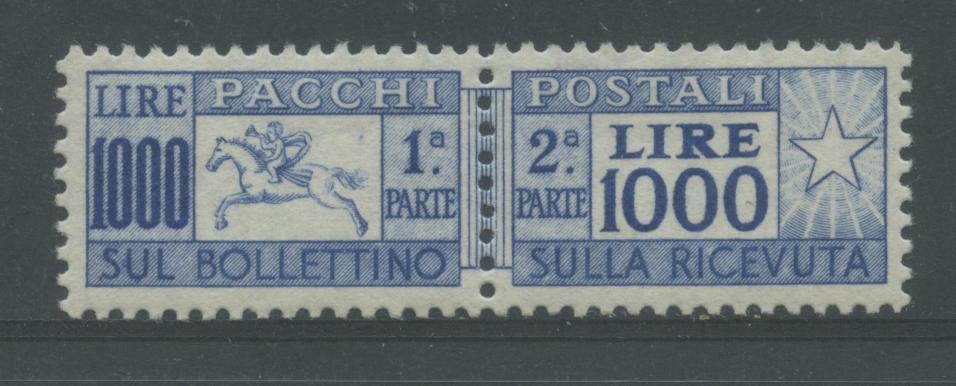 LIRE
1000
PACCHI
1.ª
PARTE
SUL BOLLETTINO
POSTALI
2.ª
PARTE
LIRE
1000
SULLA RICEVUTA